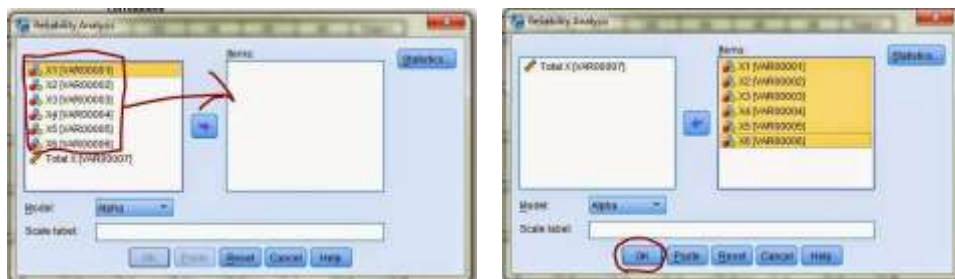 Reliability Analysis
Items:
Statistics...
X1 [VAR00001]
X2 [VAR00002]
X3 [VAR00003]
X4 [VAR00004]
X5 [VAR00005]
X6 [VAR00006]
Total X [VAR00007]
Model:
Alpha
Scale label:
OK
Paste
Reset
Cancel
Help
Reliability Analysis
Total X [VAR00007]
Items:
X1 [VAR00001]
X2 [VAR00002]
X3 [VAR00003]
X4 [VAR00004]
X5 [VAR00005]
X6 [VAR00006]
Statistics...
Model:
Alpha
Scale label:
OK
Paste
Reset
Cancel
Help